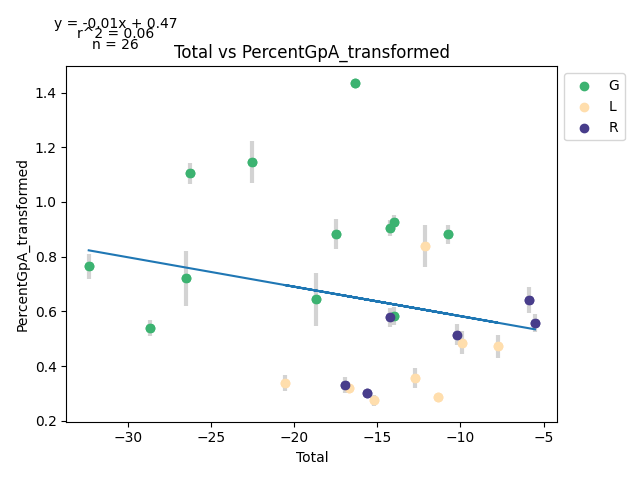 y = -0.01x + 0.47
r^2 = 0.06
n = 26
Total vs PercentGpA_transformed
G
L
R
PercentGpA_transformed
1.4
1.2
1.0
0.8
0.6
0.4
0.2
−30
−25
−20
−15
−10
−5
Total